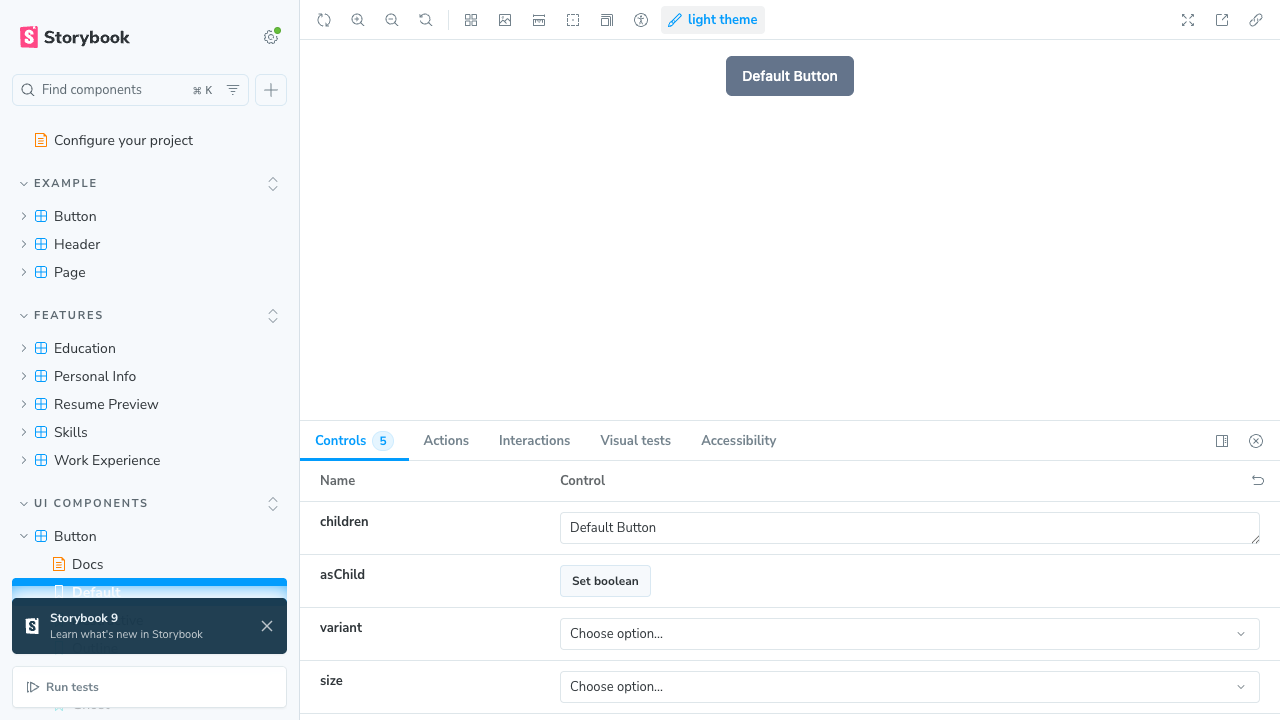 Storybook
Find components
⌘ K
Configure your project
EXAMPLE
Button
Header
Page
FEATURES
Education
Personal Info
Resume Preview
Skills
Work Experience
UI COMPONENTS
Button
Docs
Default
Storybook 9
Learn what's new in Storybook
Run tests
light theme
Default Button
Controls 5
Actions
Interactions
Visual tests
Accessibility
Name
Control
children
Default Button
asChild
Set boolean
variant
Choose option...
size
Choose option...